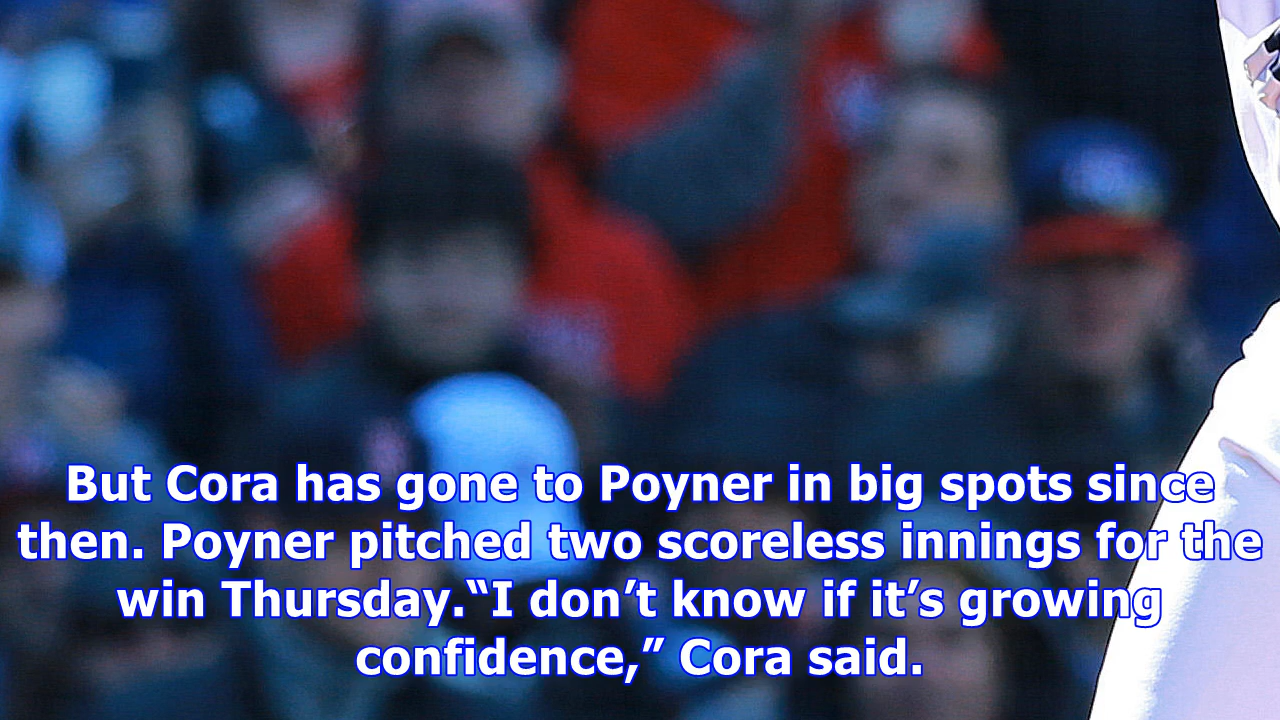 But Cora has gone to Poyner in big spots since
then. Poyner pitched two scoreless innings for the
win Thursday.“I don’t know if it’s growing
confidence,” Cora said.